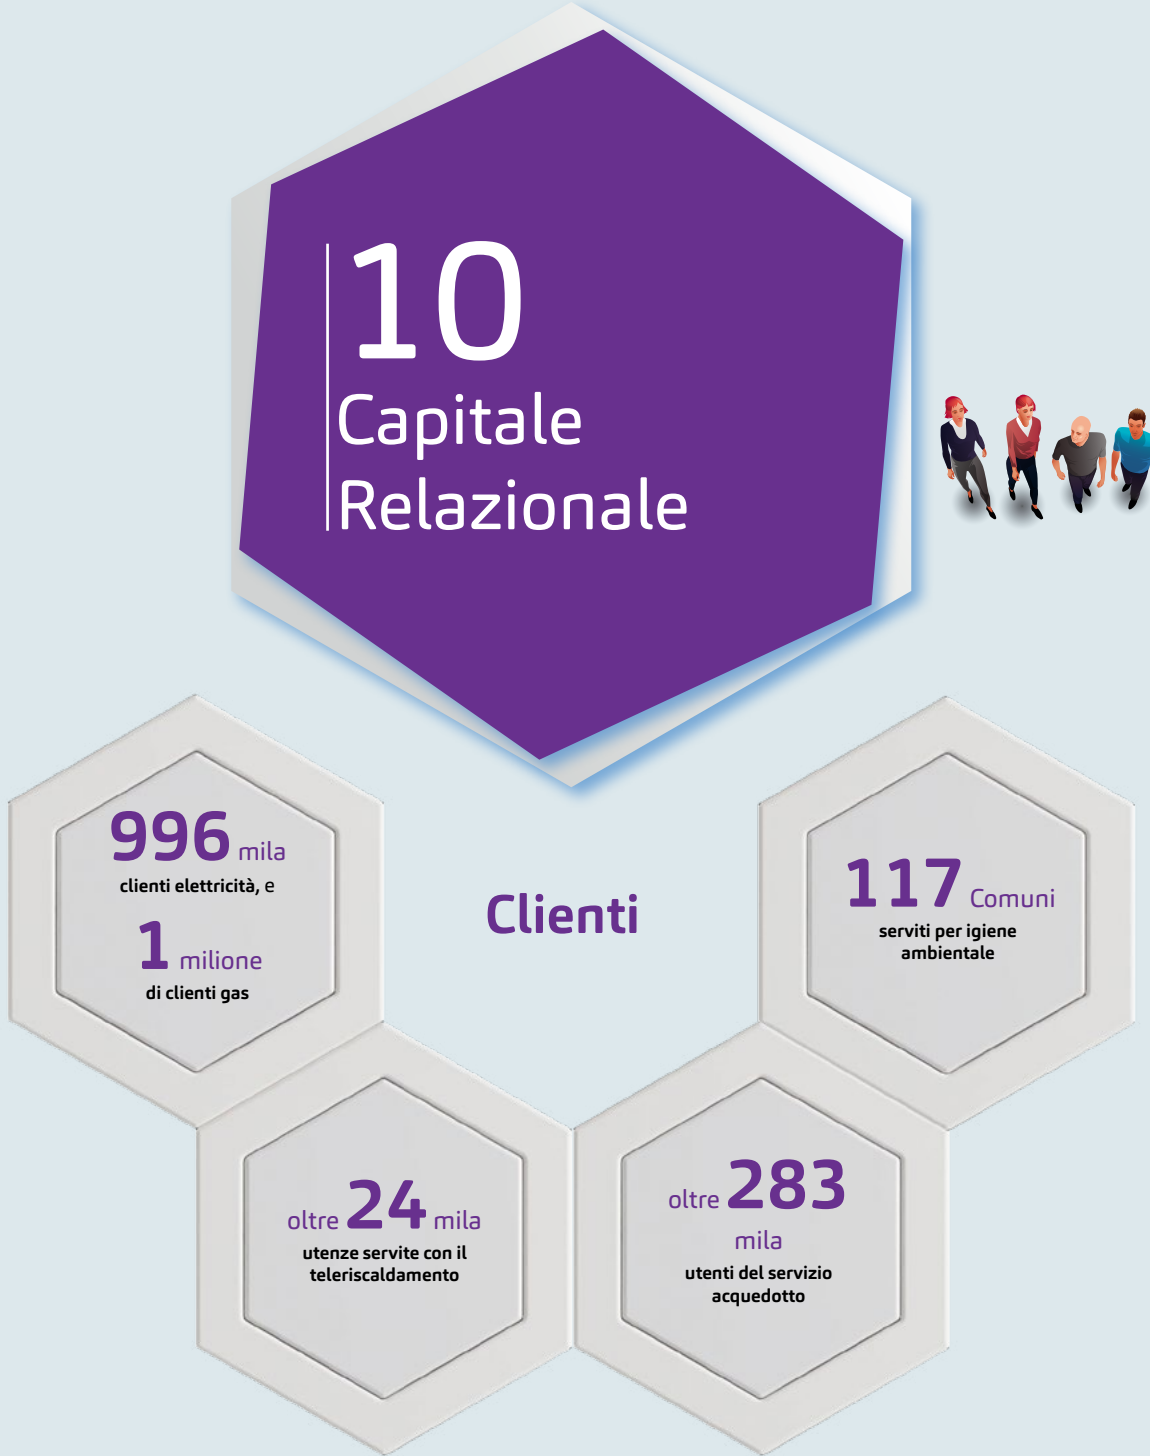 10
Capitale
Relazionale
996 mila
clienti elettricità, e
1 milione
di clienti gas
Clienti
117 Comuni
serviti per igiene
ambientale
oltre 24 mila
utenze servite con il
teleriscaldamento
oltre 283
mila
utenti del servizio
acquedotto